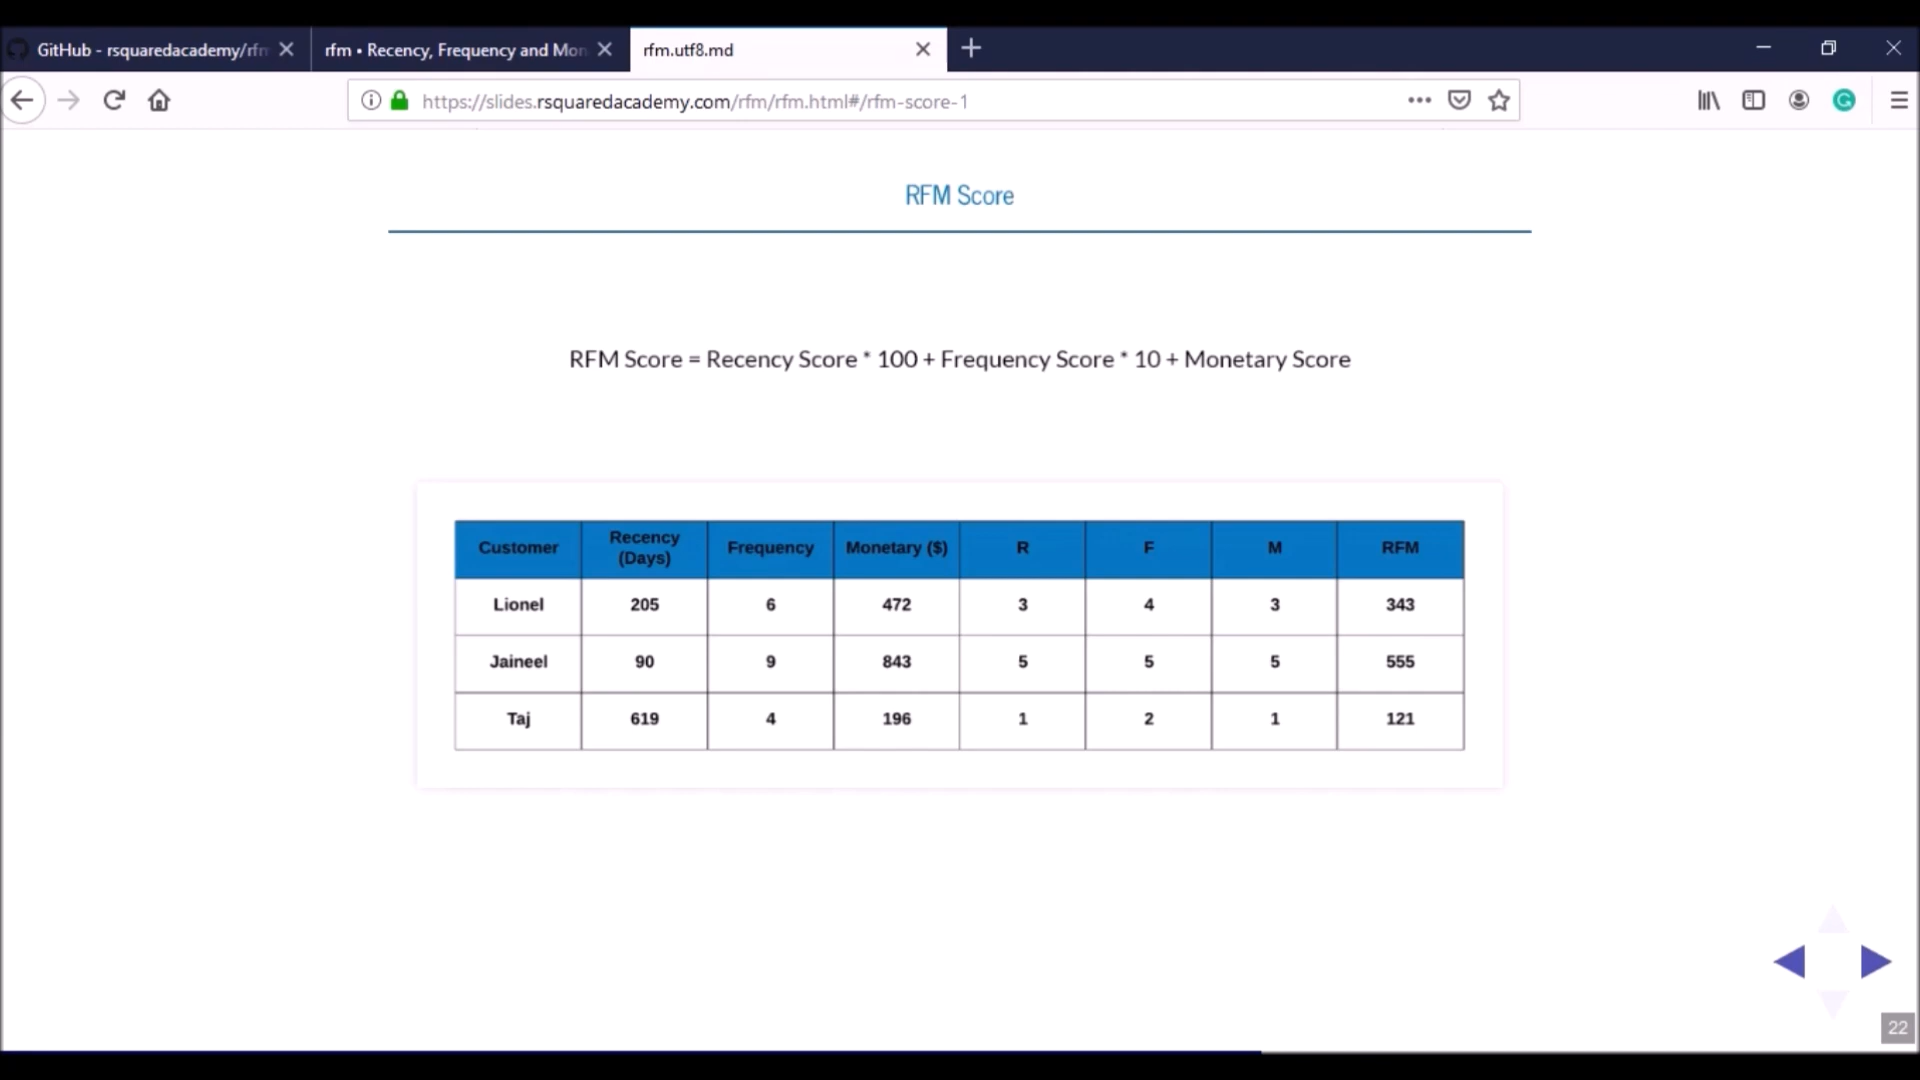 GitHub - rsquaredacademy/rfm
rfm • Recency, Frequency and Mon
rfm.utf8.md
https://slides.rsquaredacademy.com/rfm/rfm.html#/rfm-score-1
RFM Score
RFM Score = Recency Score * 100 + Frequency Score * 10 + Monetary Score
Customer Recency (Days) Frequency Monetary ($) R F M RFM
Lionel 205 6 472 3 4 3 343
Jaineel 90 9 843 5 5 5 555
Taj 619 4 196 1 2 1 121
22